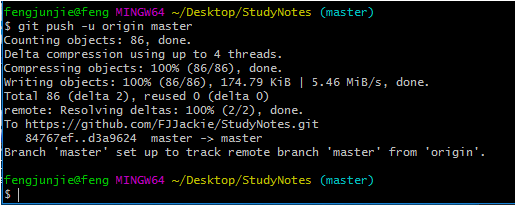 fengjunjie@feng MINGW64 ~/Desktop/StudyNotes (master)
$ git push -u origin master
Counting objects: 86, done.
Delta compression using up to 4 threads.
Compressing objects: 100% (86/86), done.
Writing objects: 100% (86/86), 174.79 KiB | 5.46 MiB/s, done.
Total 86 (delta 2), reused 0 (delta 0)
remote: Resolving deltas: 100% (2/2), done.
To https://github.com/FJJackie/StudyNotes.git
   84767ef..d3a9624  master -> master
Branch 'master' set up to track remote branch 'master' from 'origin'.
fengjunjie@feng MINGW64 ~/Desktop/StudyNotes (master)
$